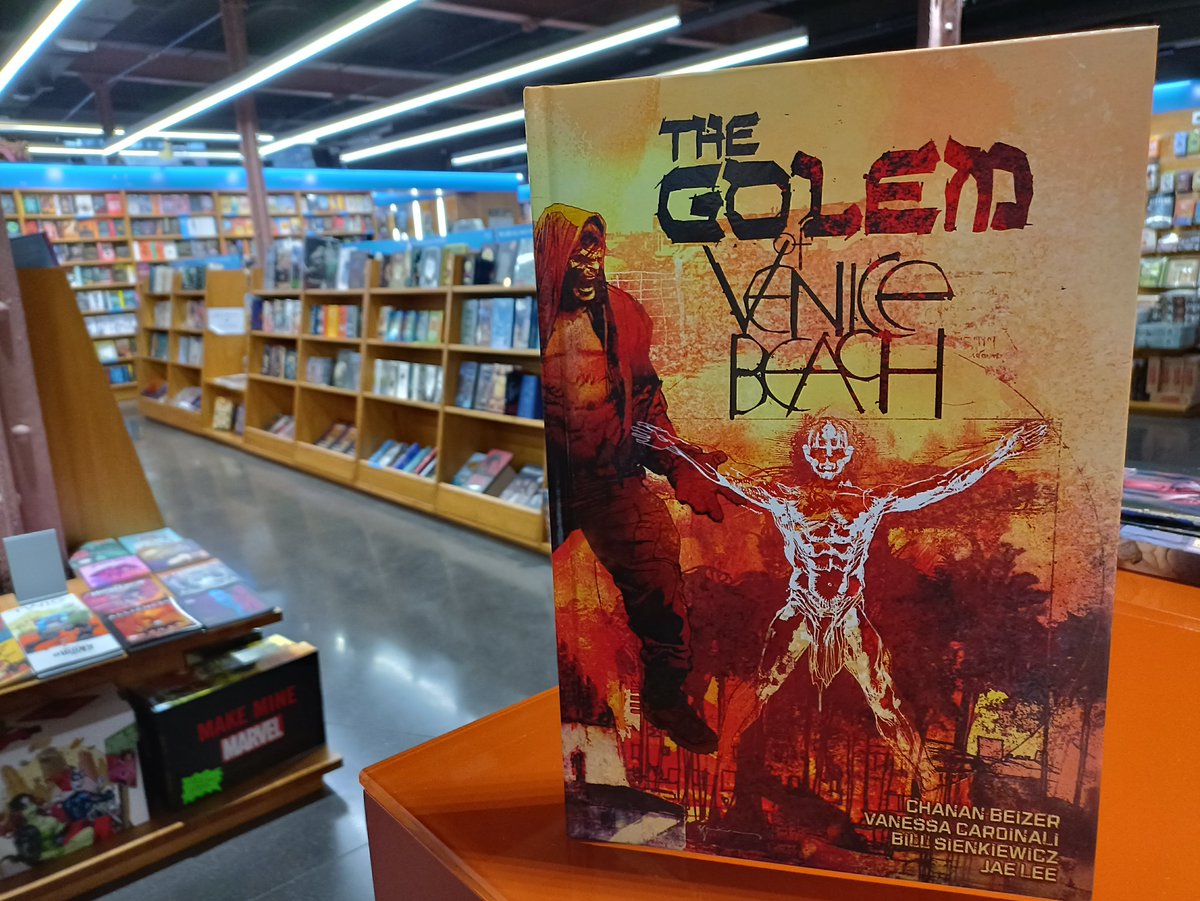 THE
GOLEM
of
VENICE
BEACH
CHANAN BEIZER
VANESSA CARDINALI
BILL SIENKIEWICZ
JAE LEE
MAKE MINE
MARVEL